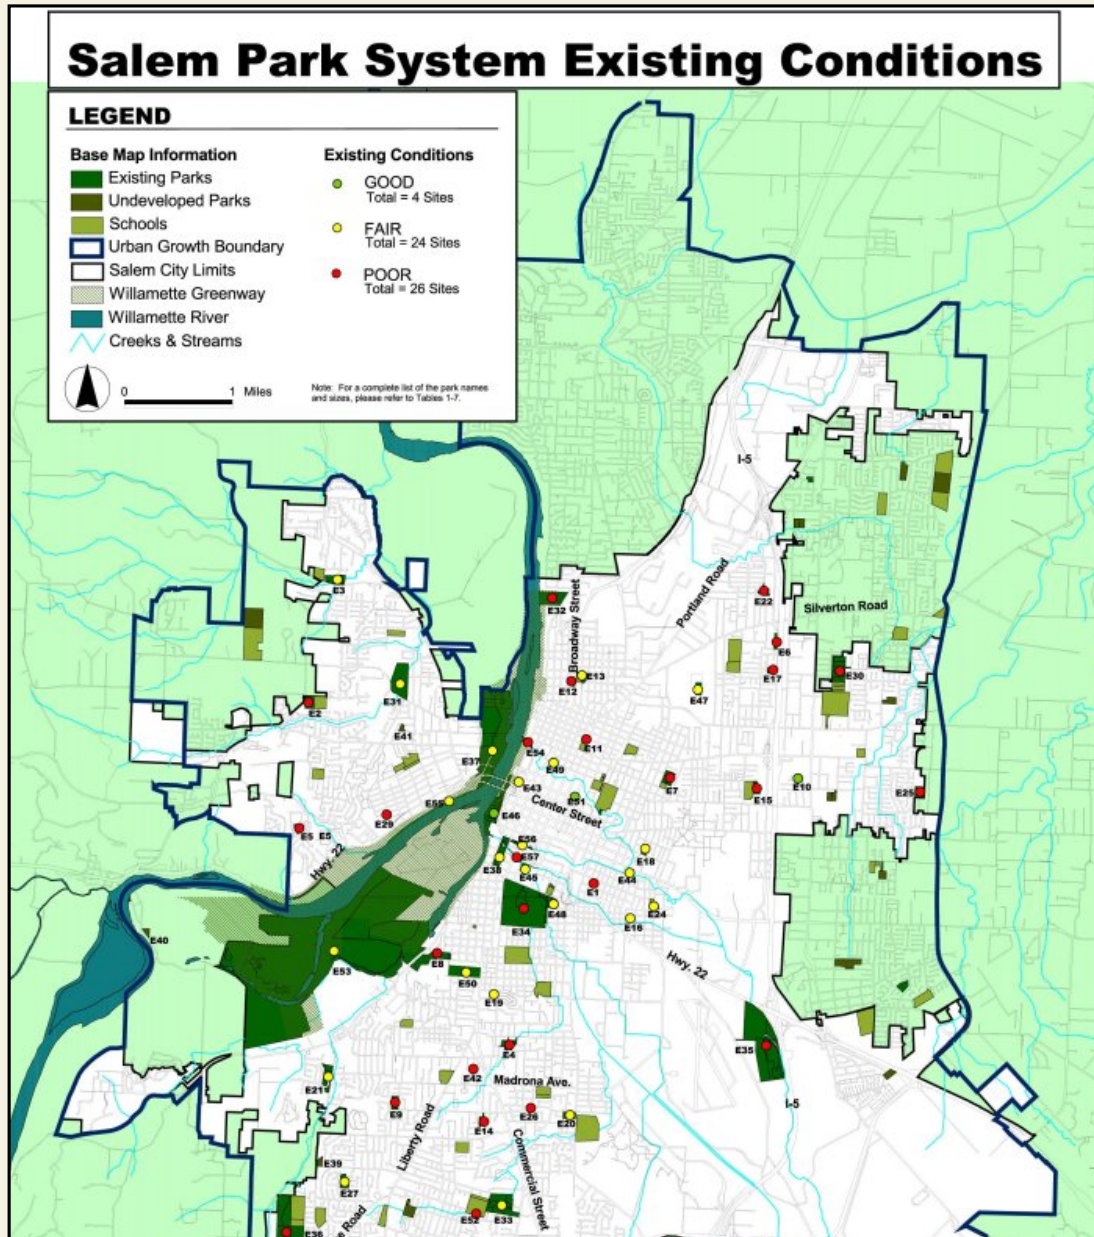 Salem Park System Existing Conditions
LEGEND
Base Map Information
Existing Parks
Undeveloped Parks
Schools
Urban Growth Boundary
Salem City Limits
Willamette Greenway
Willamette River
Creeks & Streams
Existing Conditions
GOOD
Total = 4 Sites
FAIR
Total = 24 Sites
POOR
Total = 26 Sites
0 1 Miles
Note: For a complete list of the park names
and sizes, please refer to Tables 1-7.
I-5
Portland Road
Broadway Street
Silverton Road
E3
E32
E22
E6
E13
E12
E17
E30
E31
E2
E47
E41
E54
E11
E37
E49
E43
E7
E15
E10
E25
E55
E51
Center Street
E46
E29
E5 E5
Hwy. 22
E56
E57
E38
E45
E18
E44
E1
E48
E24
E34
E16
E40
E53
E8
E50
E19
Hwy. 22
E4
E35
E42
Madrona Ave.
E21
E9
E26
E20
I-5
E14
Liberty Road
Commercial Street
E39
E27
E52
E33
E36
e Road